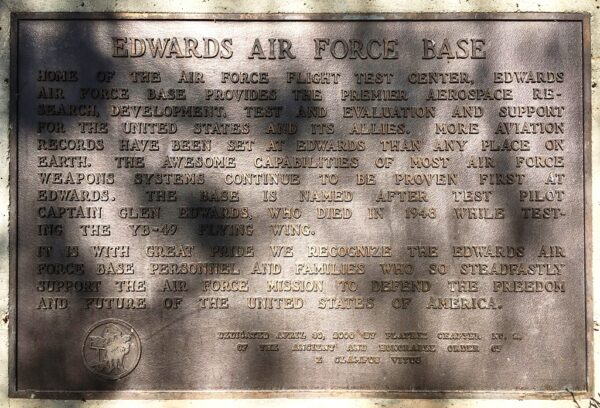 EDWARDS AIR FORCE BASE
HOME OF THE AIR FORCE FLIGHT TEST CENTER, EDWARDS
AIR FORCE BASE PROVIDES THE PREMIER AEROSPACE RE-
SEARCH, DEVELOPMENT, TEST AND EVALUATION AND SUPPORT
FOR THE UNITED STATES AND ITS ALLIES. MORE AVIATION
RECORDS HAVE BEEN SET AT EDWARDS THAN ANY PLACE ON
EARTH. THE AWESOME CAPABILITIES OF MOST AIR FORCE
WEAPONS SYSTEMS CONTINUE TO BE PROVEN FIRST AT
EDWARDS. THE BASE IS NAMED AFTER TEST PILOT
CAPTAIN GLEN EDWARDS, WHO DIED IN 1948 WHILE TEST-
ING THE YB-49 FLYING WING.
IT IS WITH GREAT PRIDE WE RECOGNIZE THE EDWARDS AIR
FORCE BASE PERSONNEL AND FAMILIES WHO SO STEADFASTLY
SUPPORT THE AIR FORCE MISSION TO DEFEND THE FREEDOM
AND FUTURE OF THE UNITED STATES OF AMERICA.
DEDICATED APRIL BY CHAPTER NO.
OF THE ANCIENT AND HONORABLE ORDER OF
E CLAMPUS VITUS